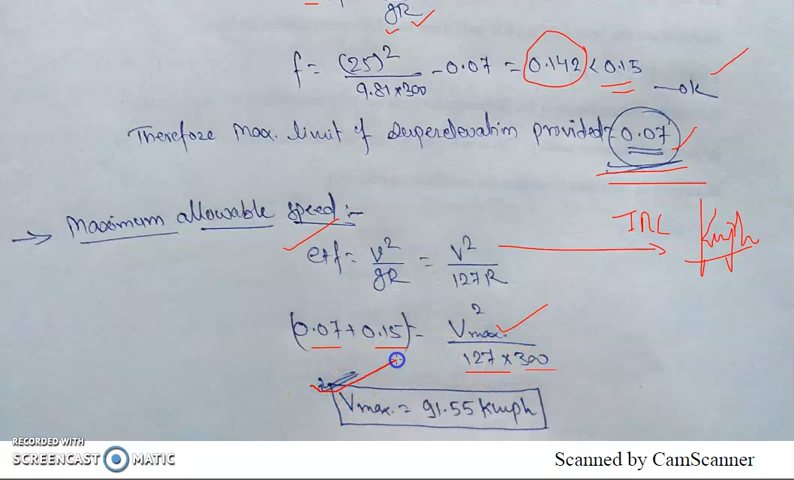 gR
f = (25)² / 9.81 × 300 - 0.07 = 0.142 < 0.15 — ok
Therefore Max. limit of superelevation provided = 0.07
→ Maximum allowable speed :-
e+f = v² / gR = V² / 127R
IRC
Kmph
(0.07 + 0.15) = V²max. / 127 × 300
Vmax. = 91.55 Kmph
RECORDED WITH
SCREENCAST MATIC
Scanned by CamScanner